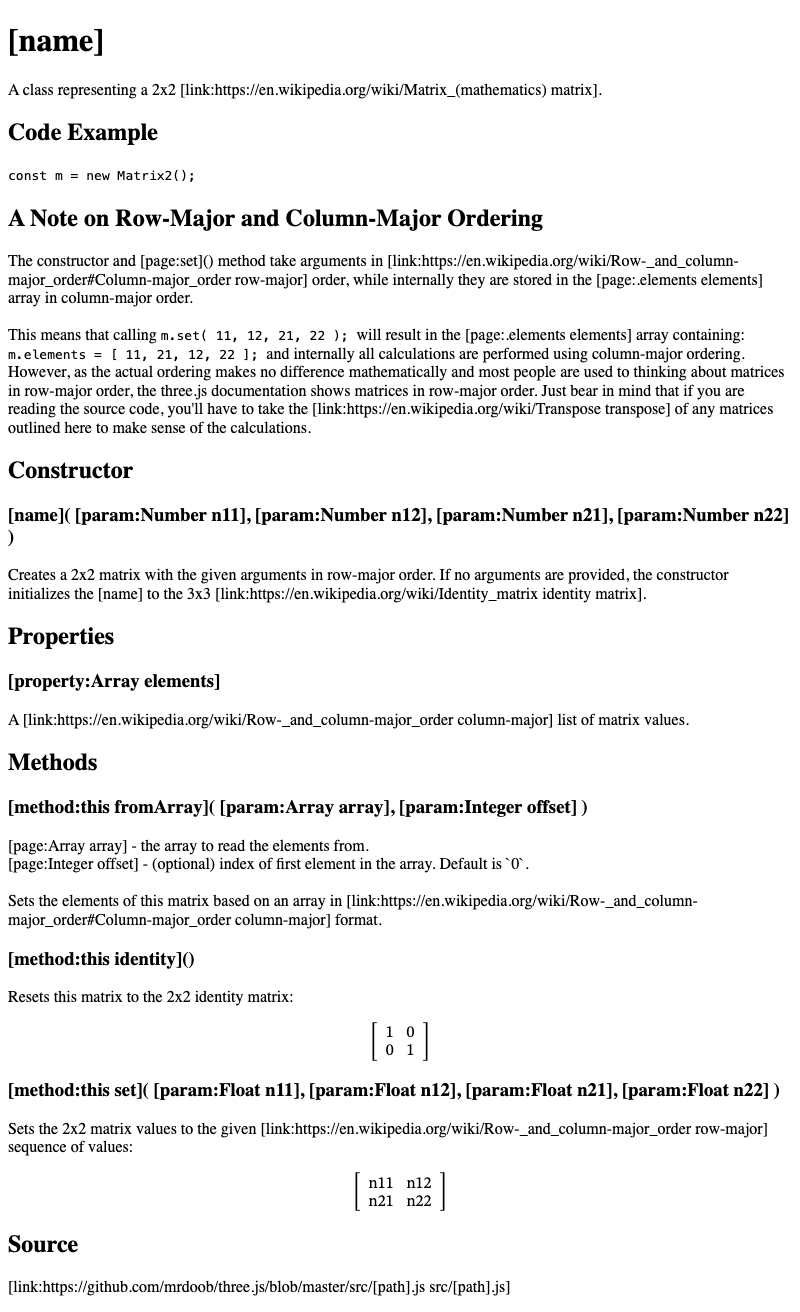 [name]
A class representing a 2x2 [link:https://en.wikipedia.org/wiki/Matrix_(mathematics) matrix].
Code Example
const m = new Matrix2();
A Note on Row-Major and Column-Major Ordering
The constructor and [page:set]() method take arguments in [link:https://en.wikipedia.org/wiki/Row-_and_column-
major_order#Column-major_order row-major] order, while internally they are stored in the [page:.elements elements]
array in column-major order.
This means that calling m.set( 11, 12, 21, 22 ); will result in the [page:.elements elements] array containing:
m.elements = [ 11, 21, 12, 22 ]; and internally all calculations are performed using column-major ordering.
However, as the actual ordering makes no difference mathematically and most people are used to thinking about matrices
in row-major order, the three.js documentation shows matrices in row-major order. Just bear in mind that if you are
reading the source code, you'll have to take the [link:https://en.wikipedia.org/wiki/Transpose transpose] of any matrices
outlined here to make sense of the calculations.
Constructor
[name]( [param:Number n11], [param:Number n12], [param:Number n21], [param:Number n22]
)
Creates a 2x2 matrix with the given arguments in row-major order. If no arguments are provided, the constructor
initializes the [name] to the 3x3 [link:https://en.wikipedia.org/wiki/Identity_matrix identity matrix].
Properties
[property:Array elements]
A [link:https://en.wikipedia.org/wiki/Row-_and_column-major_order column-major] list of matrix values.
Methods
[method:this fromArray]( [param:Array array], [param:Integer offset] )
[page:Array array] - the array to read the elements from.
[page:Integer offset] - (optional) index of first element in the array. Default is `0`.
Sets the elements of this matrix based on an array in [link:https://en.wikipedia.org/wiki/Row-_and_column-
major_order#Column-major_order column-major] format.
[method:this identity]()
Resets this matrix to the 2x2 identity matrix:
1 0
0 1
[method:this set]( [param:Float n11], [param:Float n12], [param:Float n21], [param:Float n22] )
Sets the 2x2 matrix values to the given [link:https://en.wikipedia.org/wiki/Row-_and_column-major_order row-major]
sequence of values:
n11 n12
n21 n22
Source
[link:https://github.com/mrdoob/three.js/blob/master/src/[path].js src/[path].js]